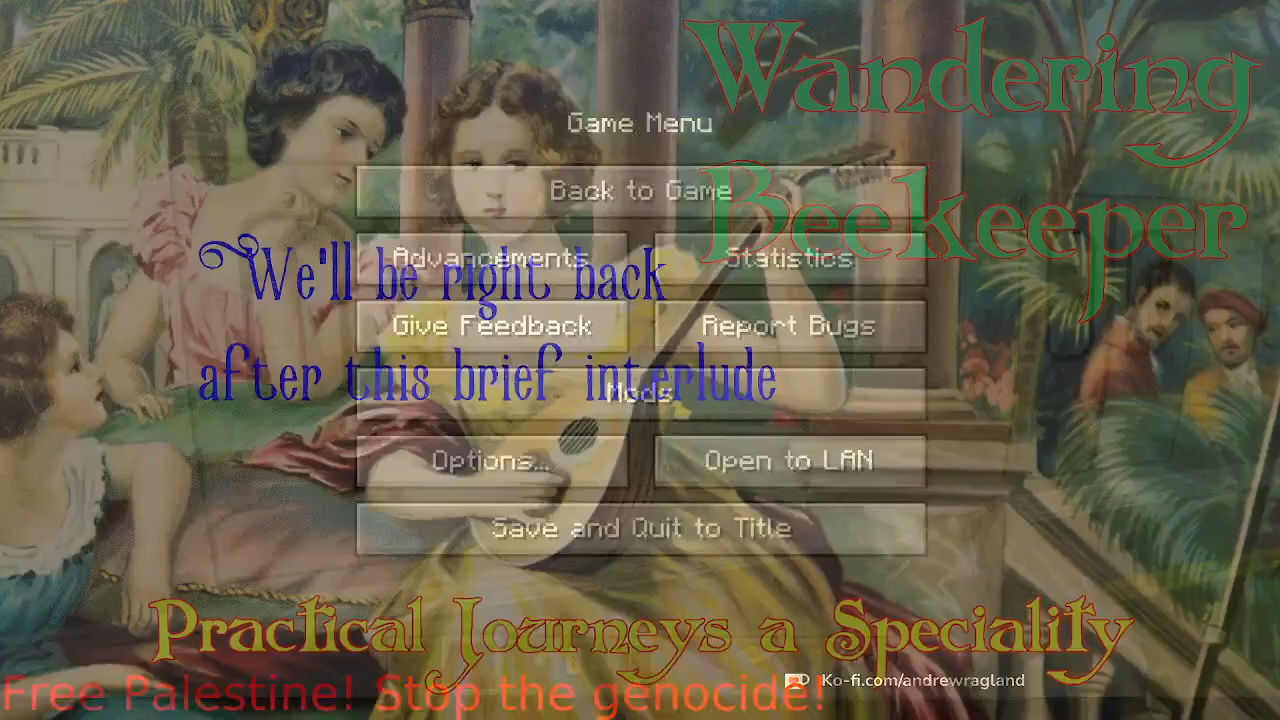 Wandering
Beekeeper
Game Menu
Back to Game
Advancements
Statistics
We'll be right back
Give Feedback
Report Bugs
after this brief interlude
Mods
Options...
Open to LAN
Save and Quit to Title
Practical Journeys a Speciality
Ko-fi.com/andrewragland
Free Palestine! Stop the genocide!